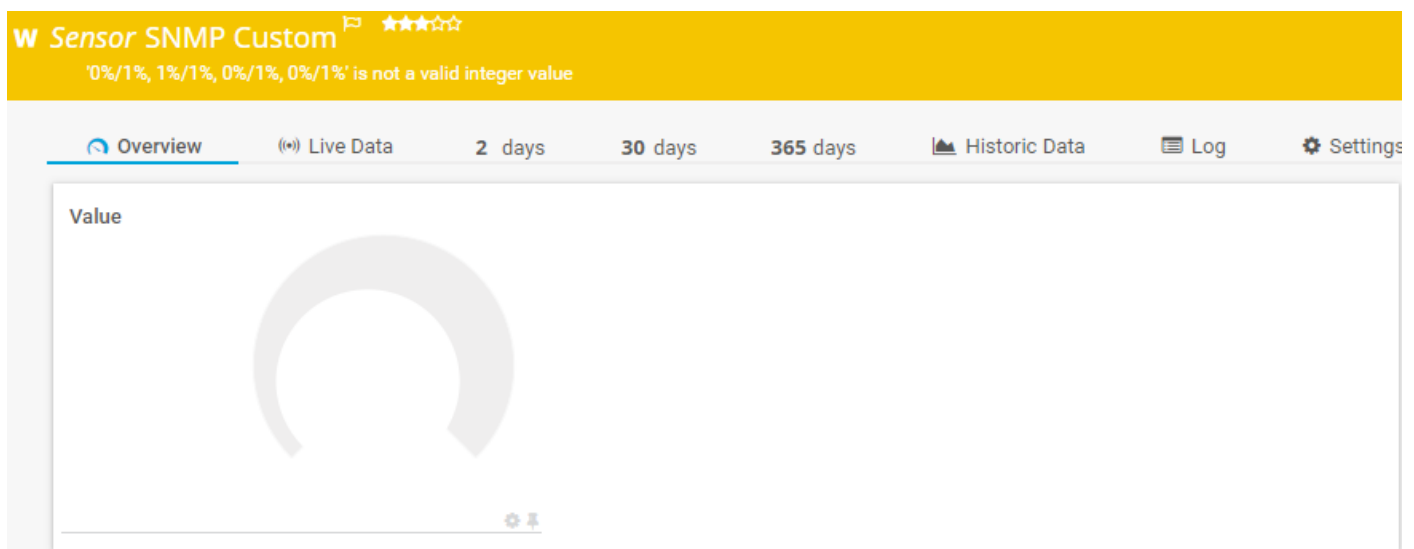 W Sensor SNMP Custom
'0%/1%, 1%/1%, 0%/1%, 0%/1%' is not a valid integer value
Overview Live Data 2 days 30 days 365 days Historic Data Log Settings
Value